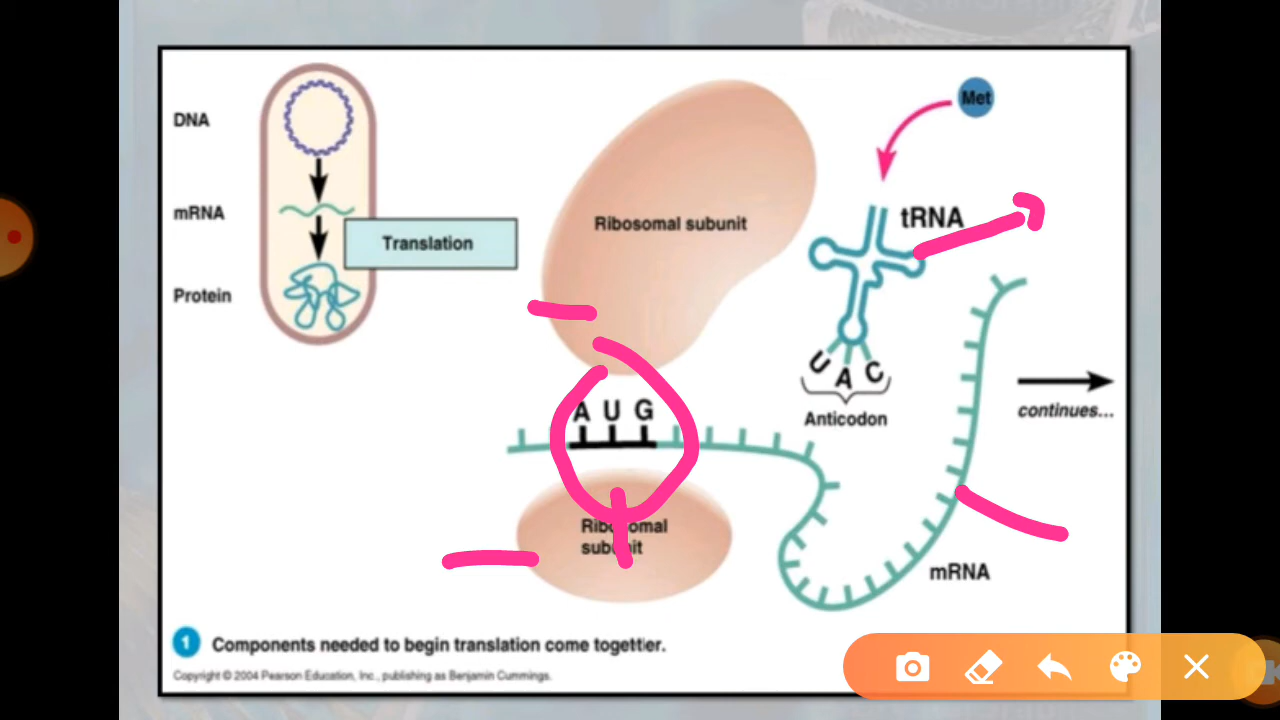 DNA
mRNA
Protein
Translation
Ribosomal subunit
Met
tRNA
U A C
Anticodon
continues...
A U G
Ribosomal
subunit
mRNA
1 Components needed to begin translation come together.
Copyright © 2004 Pearson Education, Inc., publishing as Benjamin Cummings.